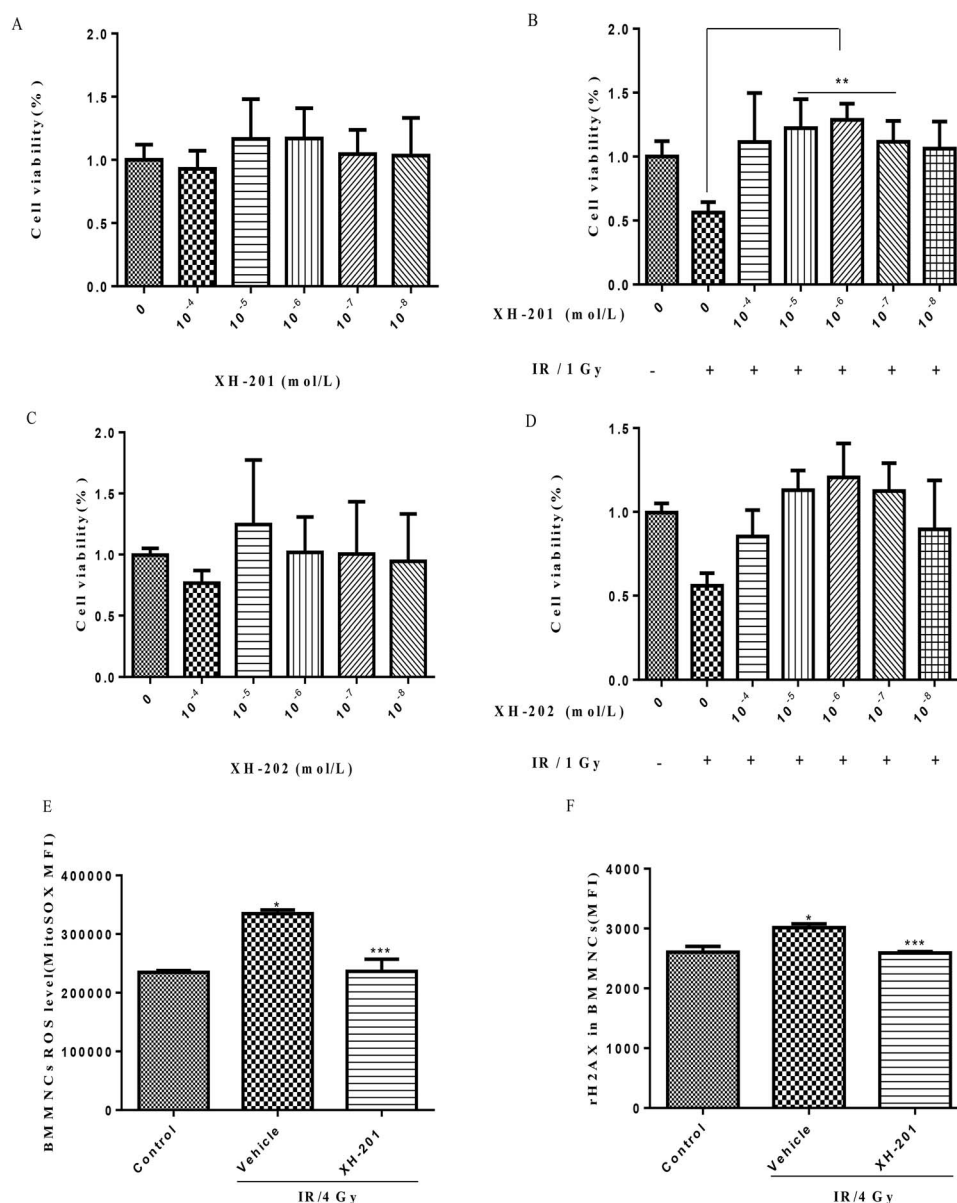 A
2.0
1.5
1.0
0.5
0.0
Cell viability(%)
0 10⁻⁴ 10⁻⁵ 10⁻⁶ 10⁻⁷ 10⁻⁸
XH-201 (mol/L)
B
2.0
1.5
1.0
0.5
0.0
Cell viability(%)
**
XH-201 (mol/L) 0 0 10⁻⁴ 10⁻⁵ 10⁻⁶ 10⁻⁷ 10⁻⁸
IR / 1 Gy - + + + + + +
C
2.0
1.5
1.0
0.5
0.0
Cell viability(%)
0 10⁻⁴ 10⁻⁵ 10⁻⁶ 10⁻⁷ 10⁻⁸
XH-202 (mol/L)
D
1.5
1.0
0.5
0.0
Cell viability(%)
XH-202 (mol/L) 0 0 10⁻⁴ 10⁻⁵ 10⁻⁶ 10⁻⁷ 10⁻⁸
IR / 1 Gy - + + + + + +
E
400000
300000
200000
100000
0
BMMNCs ROS level(MitoSOX MFI)
* ***
Control Vehicle XH-201
IR/4 Gy
F
4000
3000
2000
1000
0
rH2AX in BMMNCs(MFI)
* ***
Control Vehicle XH-201
IR/4 Gy